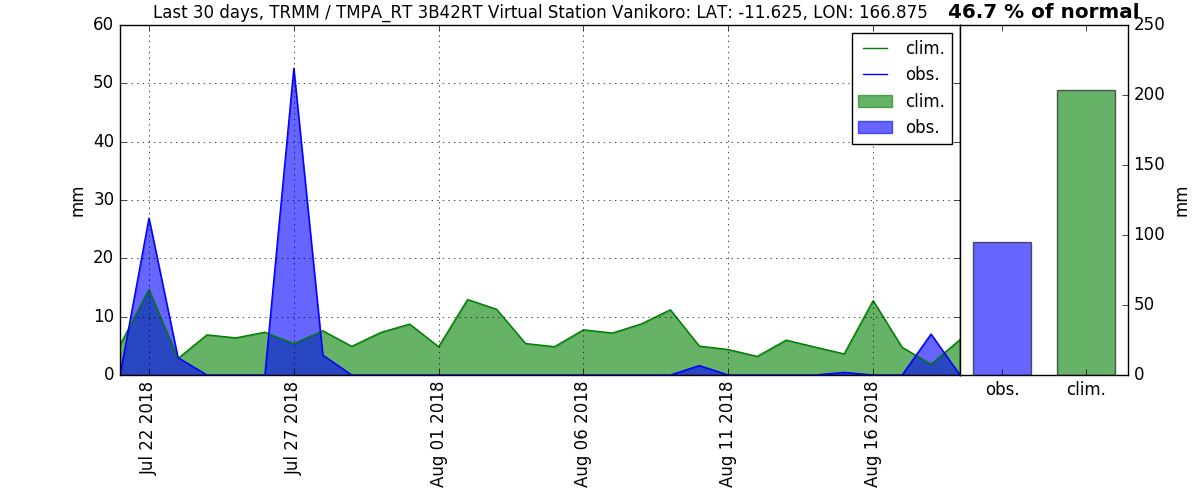 Last 30 days, TRMM / TMPA_RT 3B42RT Virtual Station Vanikoro: LAT: -11.625, LON: 166.875
46.7 % of normal
60
50
40
30
20
10
0
mm
clim.
obs.
clim.
obs.
Jul 22 2018
Jul 27 2018
Aug 01 2018
Aug 06 2018
Aug 11 2018
Aug 16 2018
250
200
150
100
50
0
mm
obs.
clim.